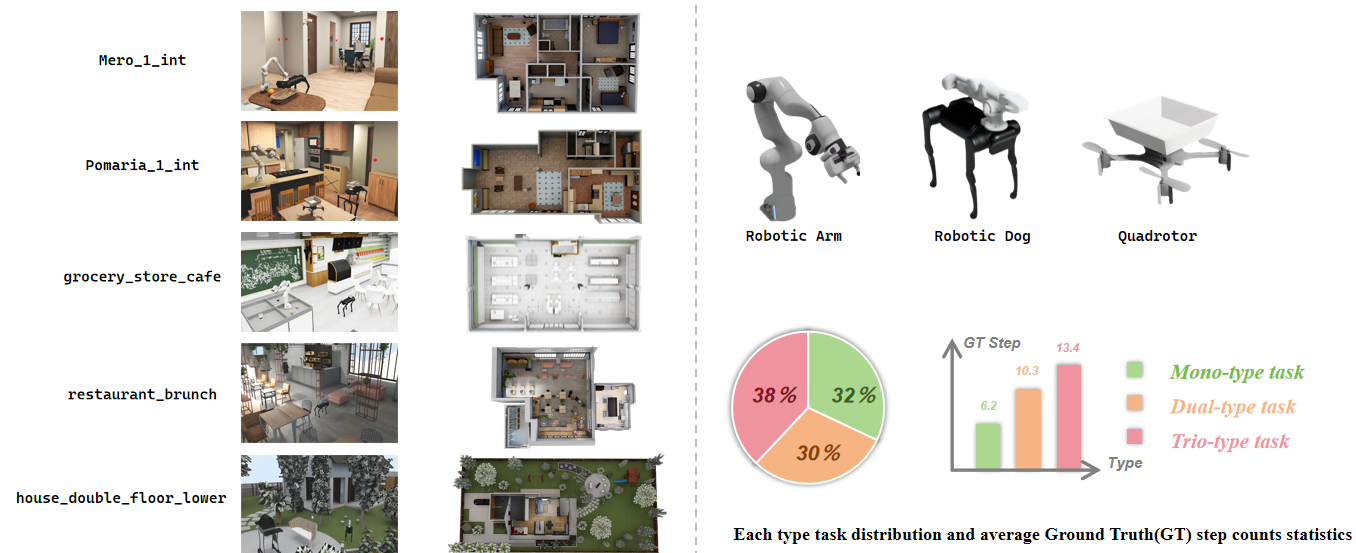 Mero_1_int
Pomaria_1_int
grocery_store_cafe
restaurant_brunch
house_double_floor_lower
Robotic Arm
Robotic Dog
Quadrotor
38%
32%
30%
GT Step
6.2
10.3
13.4
Type
Mono-type task
Dual-type task
Trio-type task
Each type task distribution and average Ground Truth(GT) step counts statistics